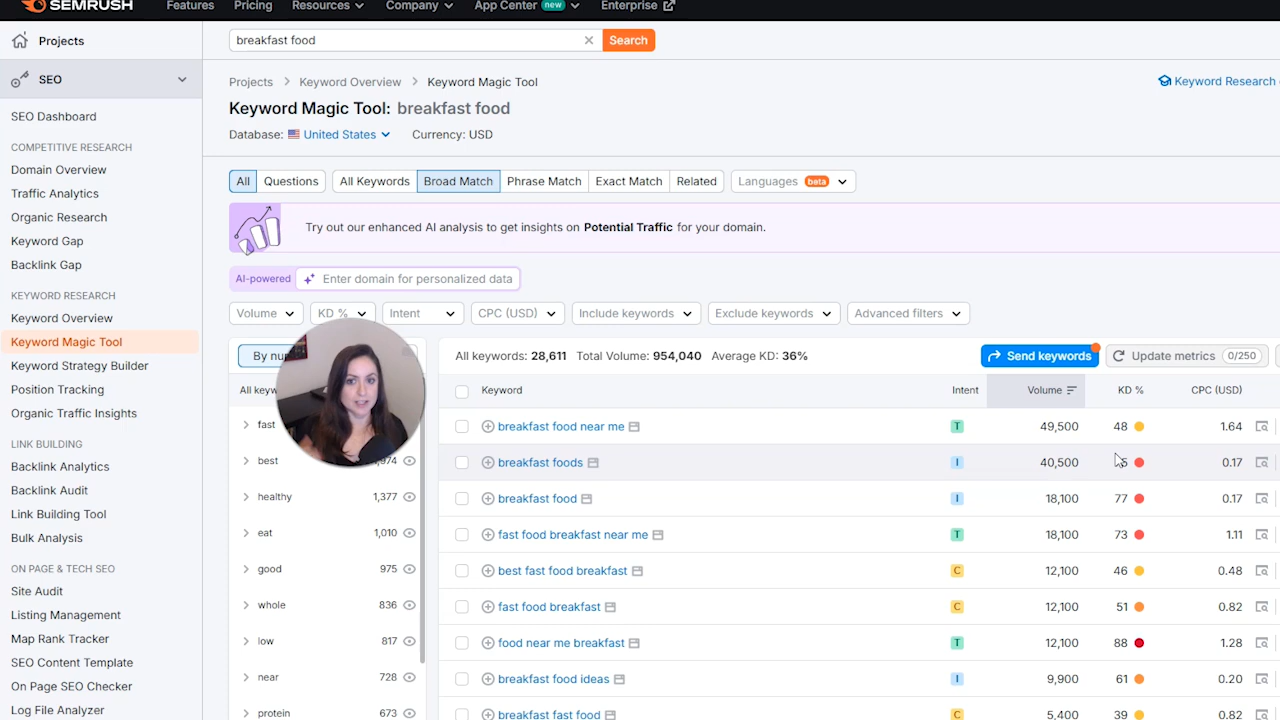 SEMRUSH Features Pricing Resources Company App Center new Enterprise
Projects
SEO
SEO Dashboard
COMPETITIVE RESEARCH
Domain Overview
Traffic Analytics
Organic Research
Keyword Gap
Backlink Gap
KEYWORD RESEARCH
Keyword Overview
Keyword Magic Tool
Keyword Strategy Builder
Position Tracking
Organic Traffic Insights
LINK BUILDING
Backlink Analytics
Backlink Audit
Link Building Tool
Bulk Analysis
ON PAGE & TECH SEO
Site Audit
Listing Management
Map Rank Tracker
SEO Content Template
On Page SEO Checker
Log File Analyzer
breakfast food Search
Projects Keyword Overview Keyword Magic Tool Keyword Research
Keyword Magic Tool: breakfast food
Database: United States Currency: USD
All Questions All Keywords Broad Match Phrase Match Exact Match Related Languages beta
Try out our enhanced AI analysis to get insights on Potential Traffic for your domain.
AI-powered Enter domain for personalized data
Volume KD % Intent CPC (USD) Include keywords Exclude keywords Advanced filters
By
All
fast
best
healthy 1,377
eat 1,010
good 975
whole 836
low 817
near 728
protein 673
All keywords: 28,611 Total Volume: 954,040 Average KD: 36% Send keywords Update metrics 0/250
Keyword Intent Volume KD % CPC (USD)
breakfast food near me T 49,500 48 1.64
breakfast foods I 40,500 0.17
breakfast food I 18,100 77 0.17
fast food breakfast near me T 18,100 73 1.11
best fast food breakfast C 12,100 46 0.48
fast food breakfast C 12,100 51 0.82
food near me breakfast T 12,100 88 1.28
breakfast food ideas I 9,900 61 0.20
breakfast fast food C 5,400 39 0.82